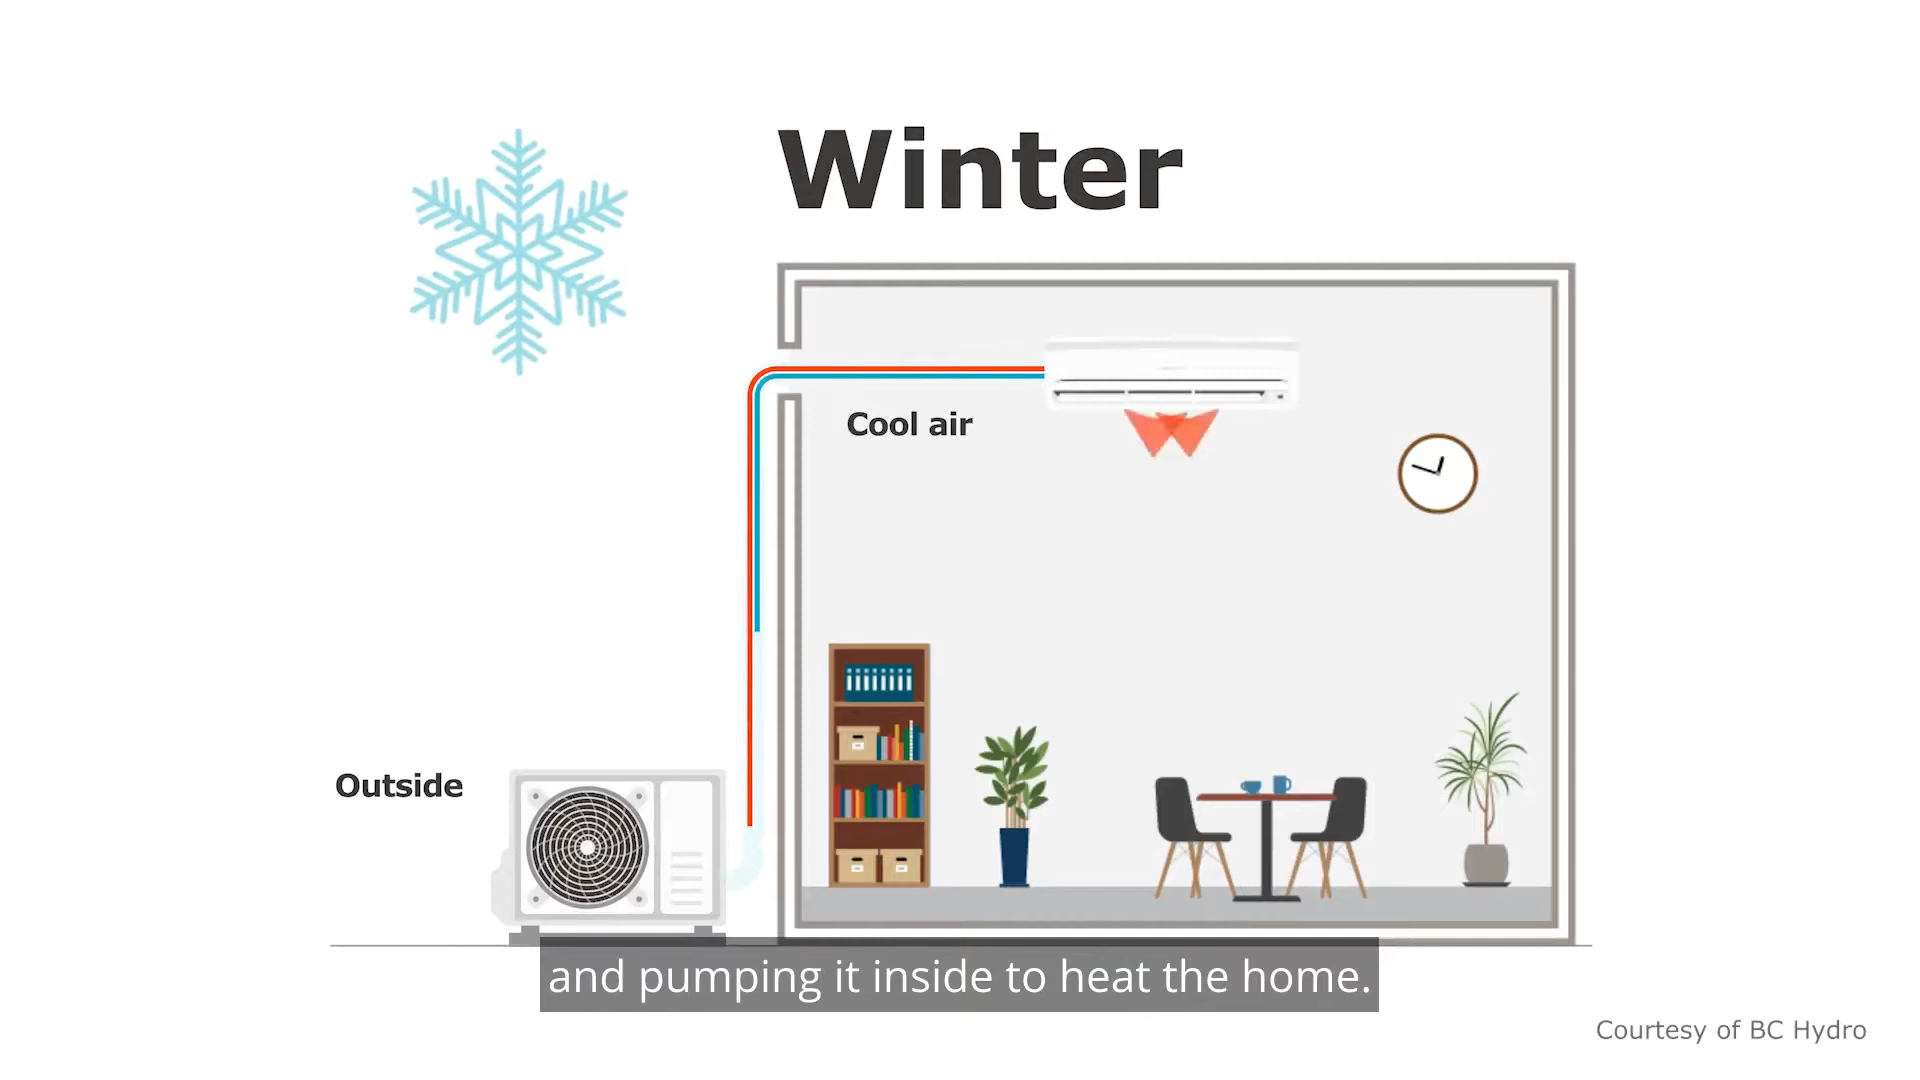 Winter
Cool air
Outside
and pumping it inside to heat the home.
Courtesy of BC Hydro